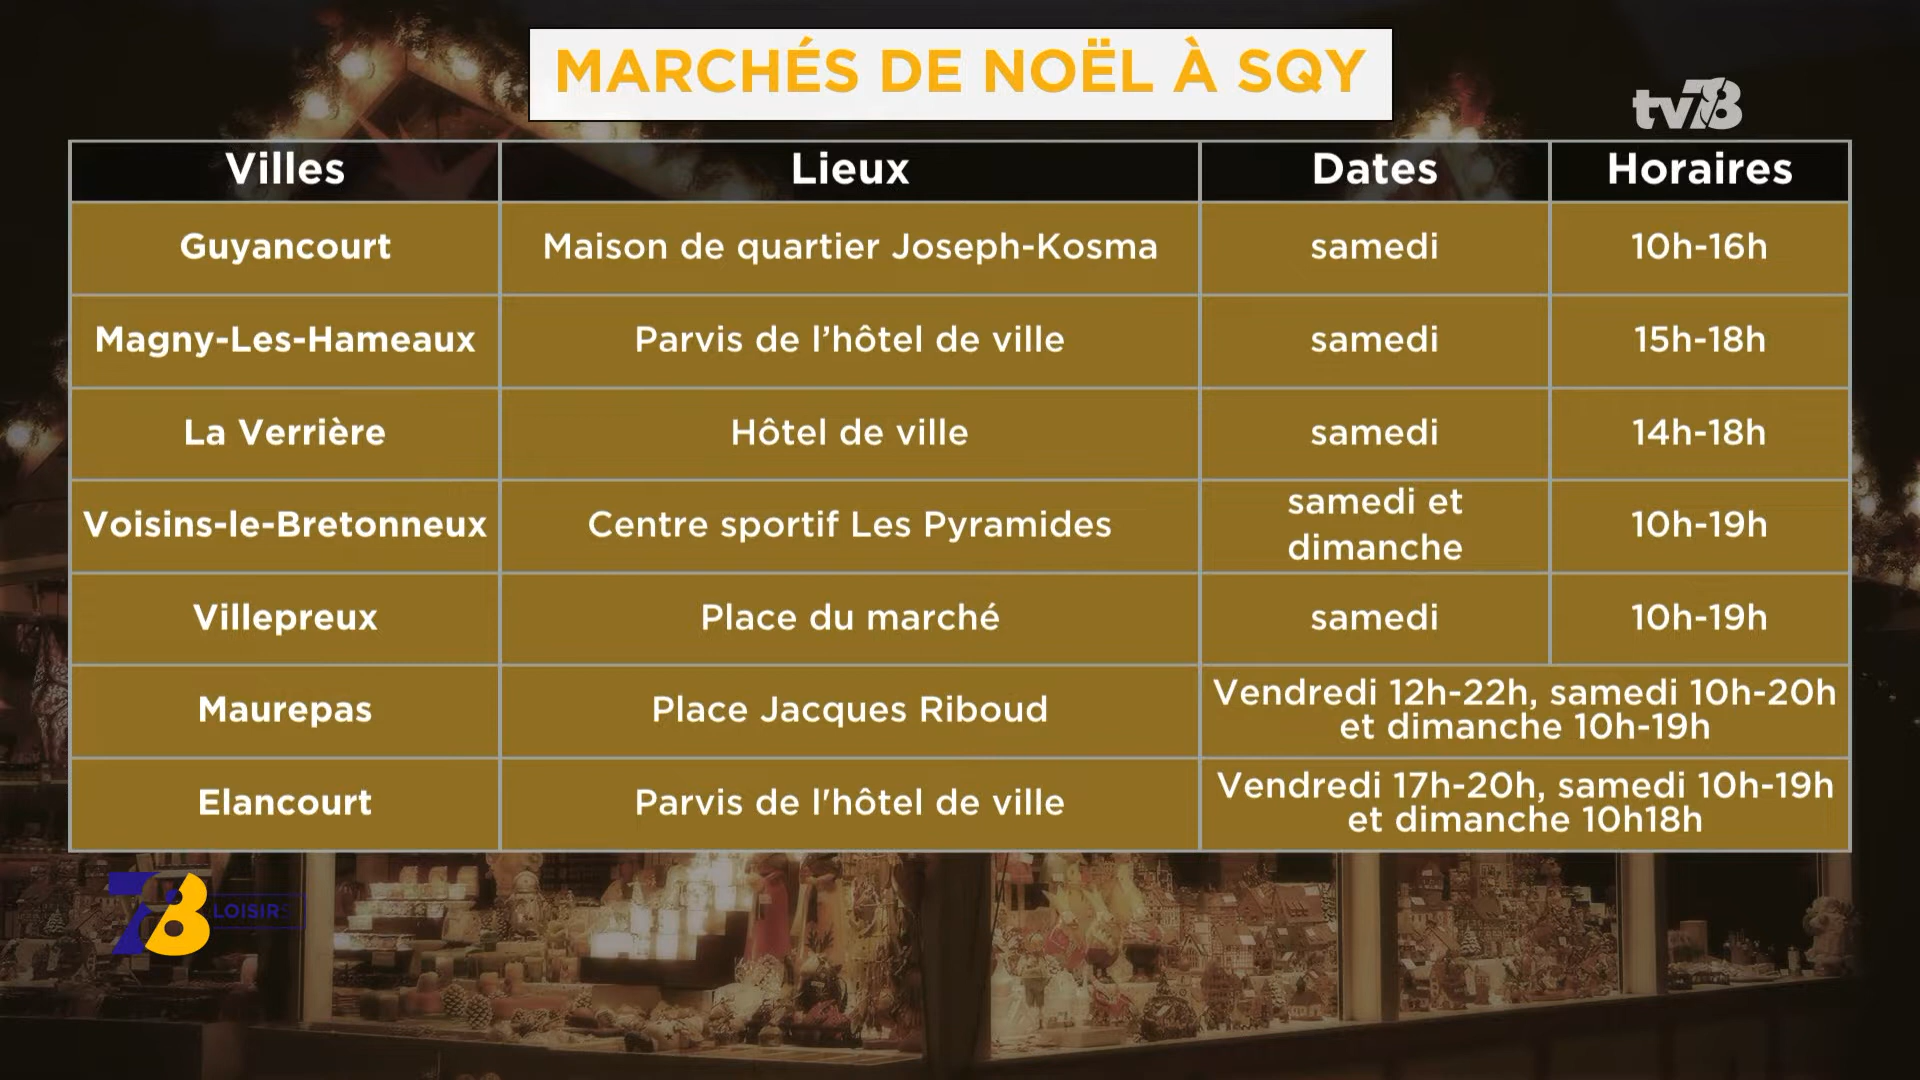 MARCHÉS DE NOËL À SQY
tv78
Villes Lieux Dates Horaires
Guyancourt Maison de quartier Joseph-Kosma samedi 10h-16h
Magny-Les-Hameaux Parvis de l’hôtel de ville samedi 15h-18h
La Verrière Hôtel de ville samedi 14h-18h
Voisins-le-Bretonneux Centre sportif Les Pyramides samedi et
dimanche 10h-19h
Villepreux Place du marché samedi 10h-19h
Maurepas Place Jacques Riboud Vendredi 12h-22h, samedi 10h-20h
et dimanche 10h-19h
Elancourt Parvis de l'hôtel de ville Vendredi 17h-20h, samedi 10h-19h
et dimanche 10h18h
78 LOISIRS